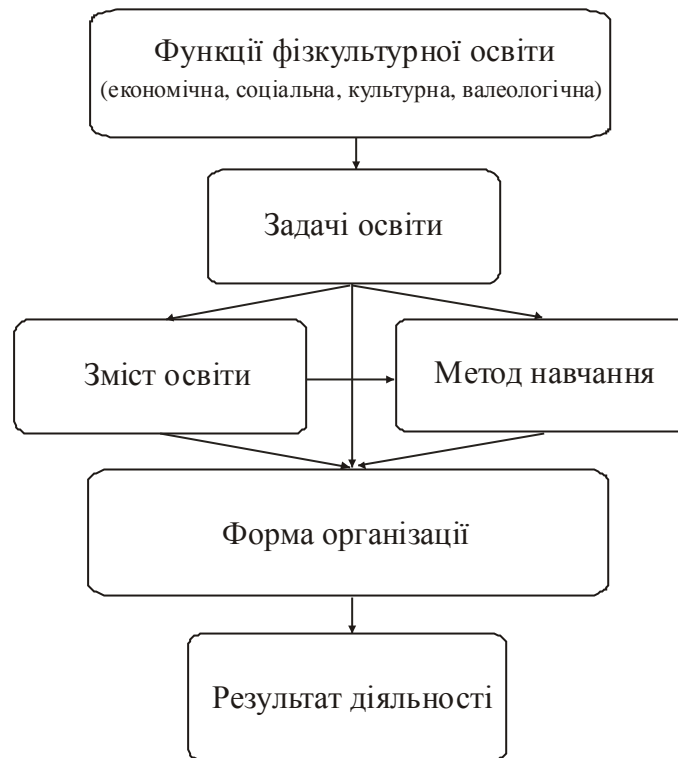 Функції фізкультурної освіти
(економічна, соціальна, культурна, валеологічна)
Задачі освіти
Зміст освіти
Метод навчання
Форма організації
Результат діяльності